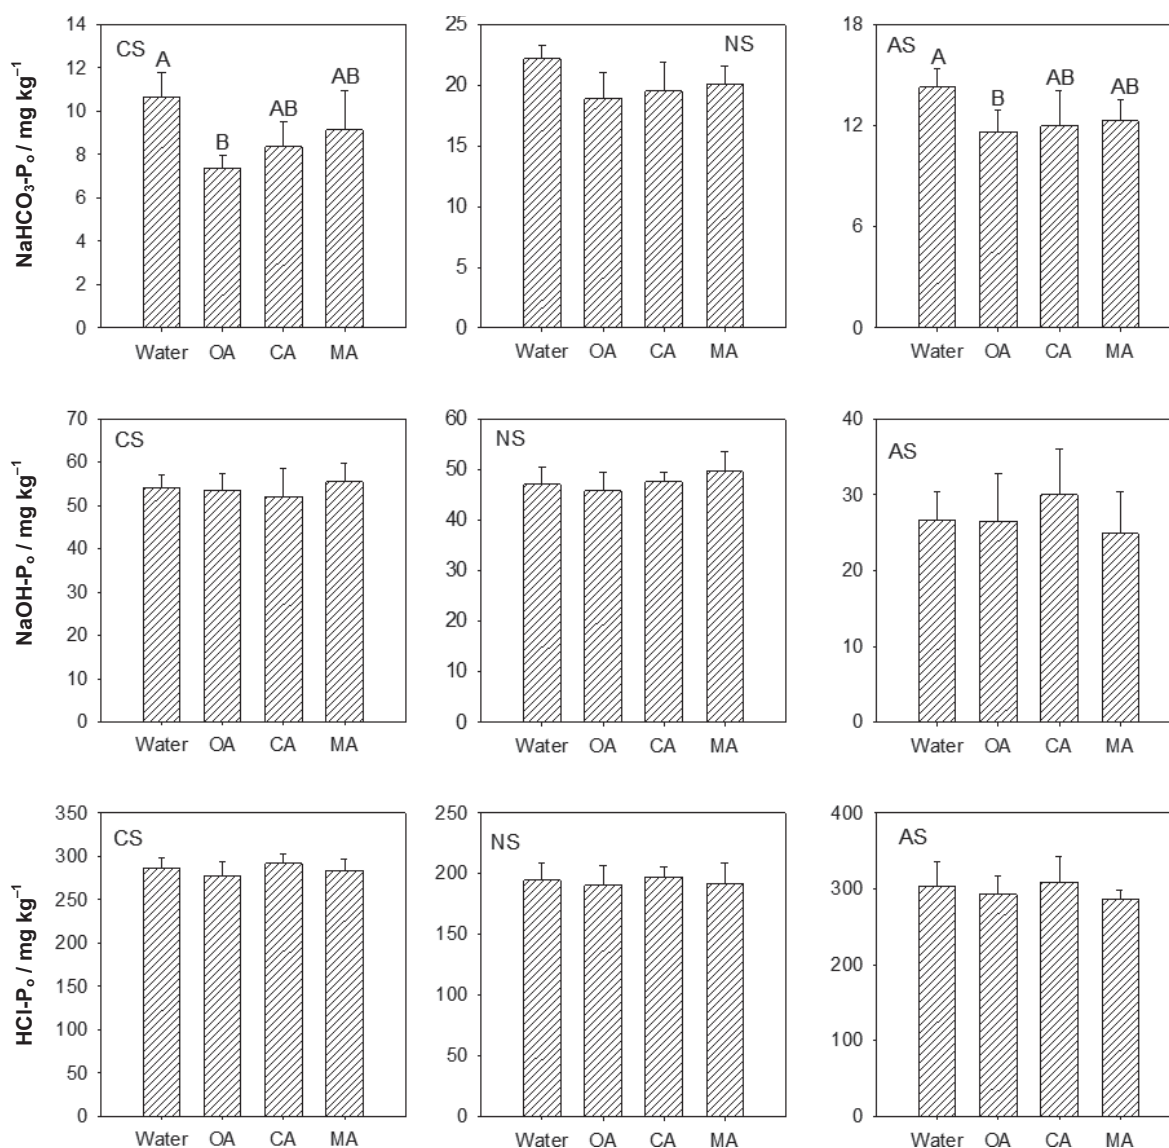 NaHCO₃-Pₒ / mg kg⁻¹
14
12
10
8
6
4
2
0
CS
A
B
AB
AB
Water OA CA MA
25
20
15
10
5
0
NS
Water OA CA MA
18
12
6
0
AS
A
B
AB
AB
Water OA CA MA
NaOH-Pₒ / mg kg⁻¹
70
60
50
40
30
20
10
0
CS
Water OA CA MA
60
50
40
30
20
10
0
NS
Water OA CA MA
40
30
20
10
0
AS
Water OA CA MA
HCl-Pₒ / mg kg⁻¹
350
300
250
200
150
100
50
0
CS
Water OA CA MA
250
200
150
100
50
0
NS
Water OA CA MA
400
300
200
100
0
AS
Water OA CA MA